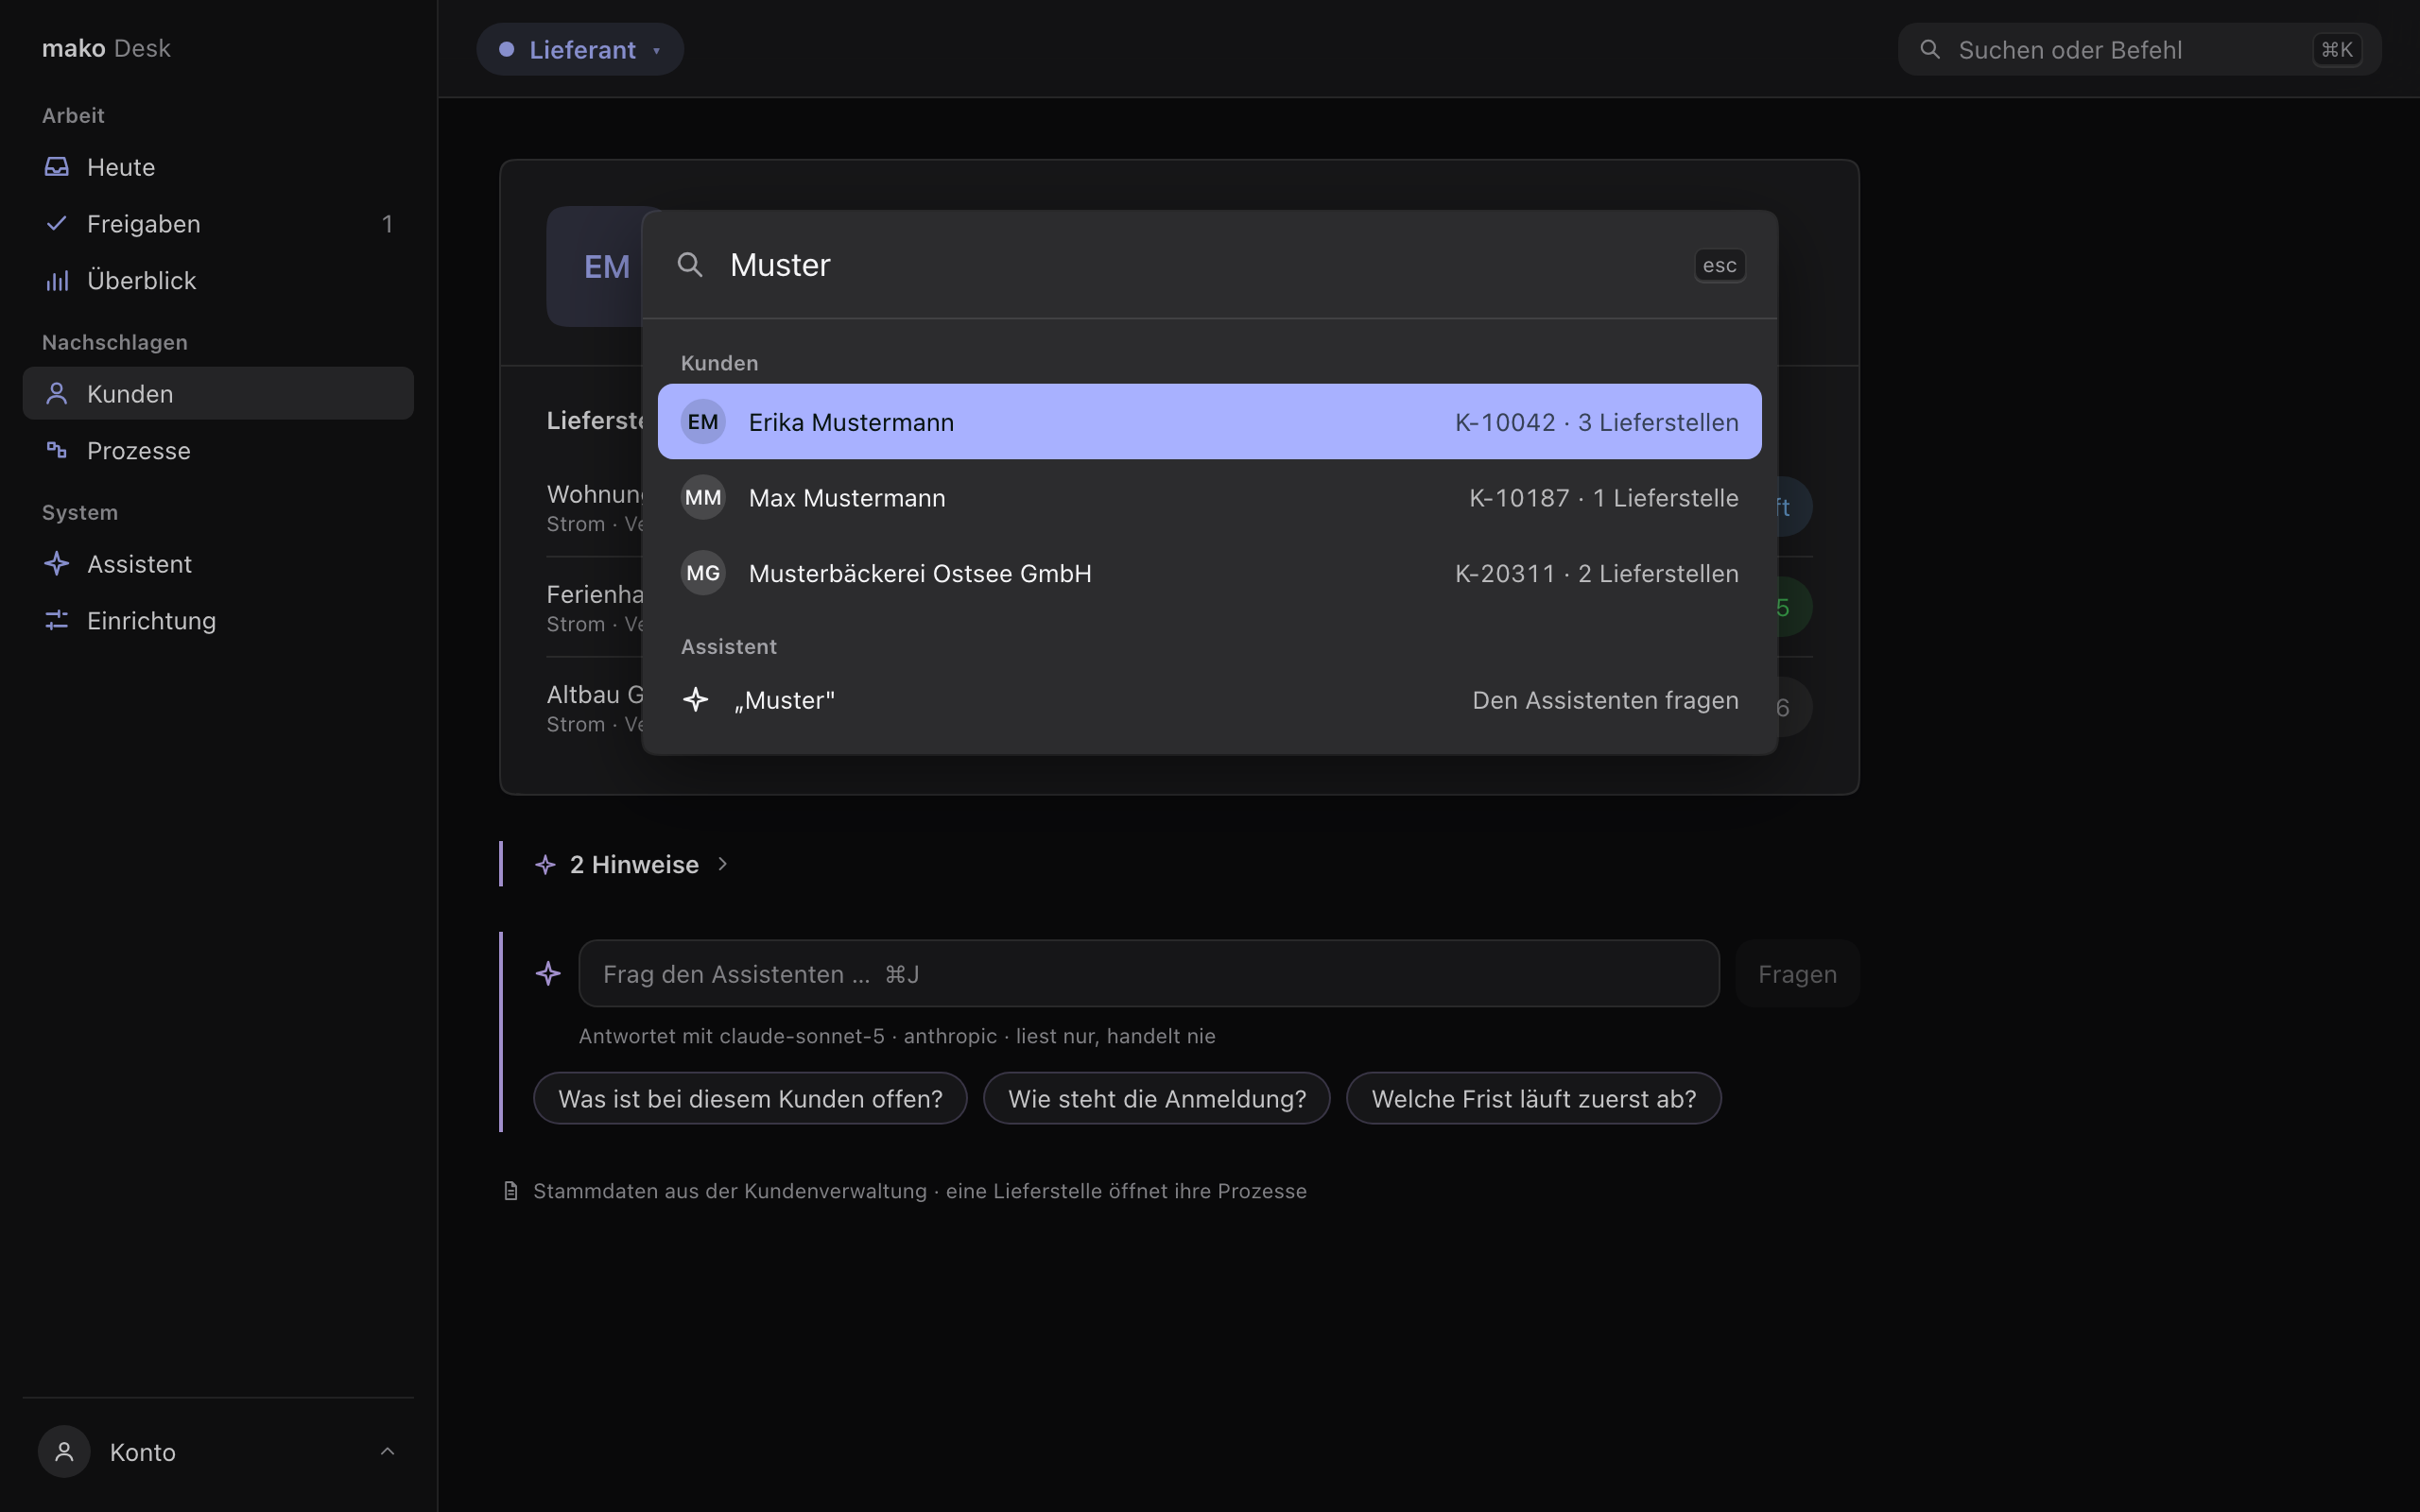 mako Desk
Arbeit
Heute
Freigaben 1
Überblick
Nachschlagen
Kunden
Prozesse
System
Assistent
Einrichtung
Konto
Lieferant
Suchen oder Befehl ⌘K
EM
Muster esc
Kunden
EM Erika Mustermann K-10042 · 3 Lieferstellen
MM Max Mustermann K-10187 · 1 Lieferstelle
MG Musterbäckerei Ostsee GmbH K-20311 · 2 Lieferstellen
Assistent
„Muster" Den Assistenten fragen
Strom
Strom
Altbau
Strom
2 Hinweise
Frag den Assistenten … ⌘J Fragen
Antwortet mit claude-sonnet-5 · anthropic · liest nur, handelt nie
Was ist bei diesem Kunden offen? Wie steht die Anmeldung? Welche Frist läuft zuerst ab?
Stammdaten aus der Kundenverwaltung · eine Lieferstelle öffnet ihre Prozesse